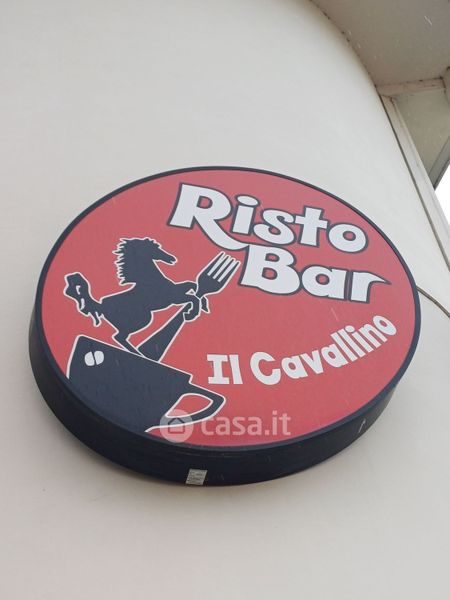 Risto
Bar
Il Cavallino
casa.it